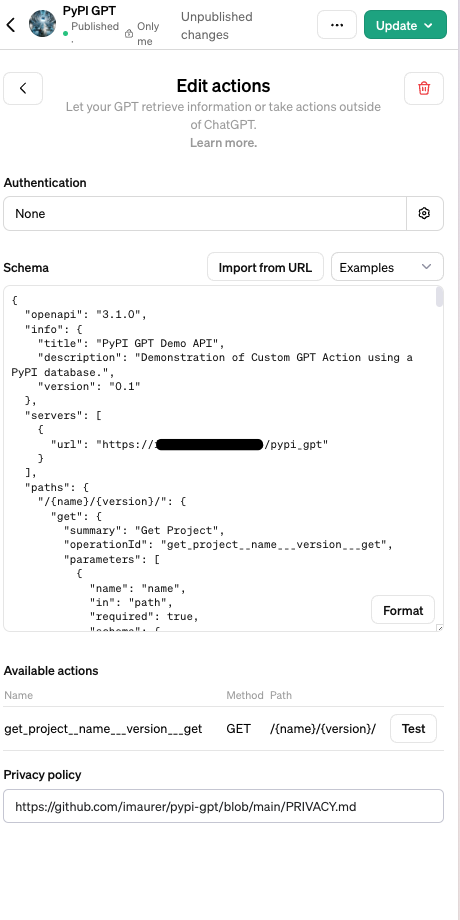 PyPI GPT
Published
Only
me
·
Unpublished
changes
...
Update
Edit actions
Let your GPT retrieve information or take actions outside
of ChatGPT.
Learn more.
Authentication
None
Schema
Import from URL
Examples
{
"openapi": "3.1.0",
"info": {
"title": "PyPI GPT Demo API",
"description": "Demonstration of Custom GPT Action using a
PyPI database.",
"version": "0.1"
},
"servers": [
{
"url": "https:///pypi_gpt"
}
],
"paths": {
"/{name}/{version}/": {
"get": {
"summary": "Get Project",
"operationId": "get_project__name___version___get",
"parameters": [
{
"name": "name",
"in": "path",
"required": true,
"schema": {
Format
Available actions
Name Method Path
get_project__name___version___get GET /{name}/{version}/ Test
Privacy policy
https://github.com/imaurer/pypi-gpt/blob/main/PRIVACY.md